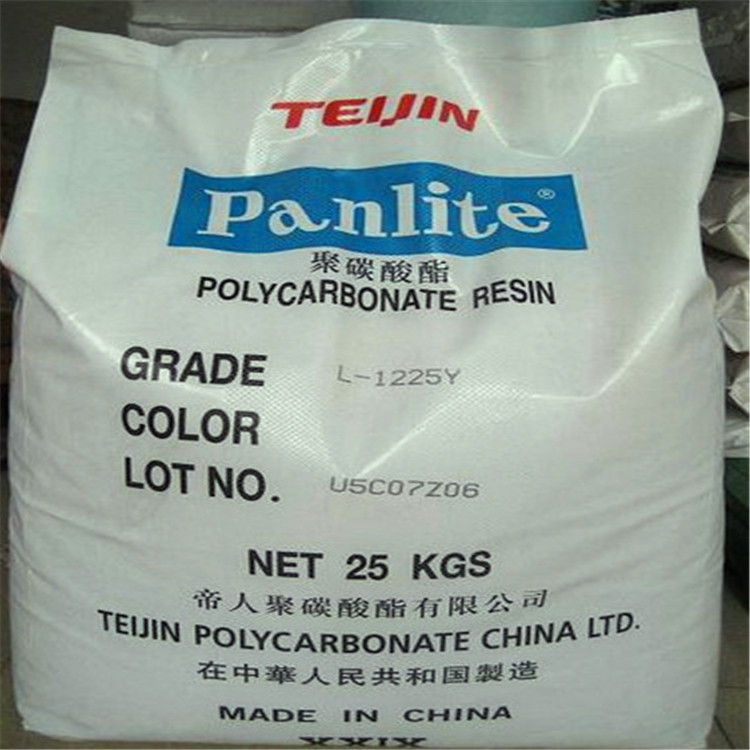 TEIJIN
Panlite®
聚碳酸酯
POLYCARBONATE RESIN
GRADE L-1225Y
COLOR
LOT NO. U5C07Z06
NET 25 KGS
帝人聚碳酸酯有限公司
TEIJIN POLYCARBONATE CHINA LTD.
在中華人民共和国製造
MADE IN CHINA